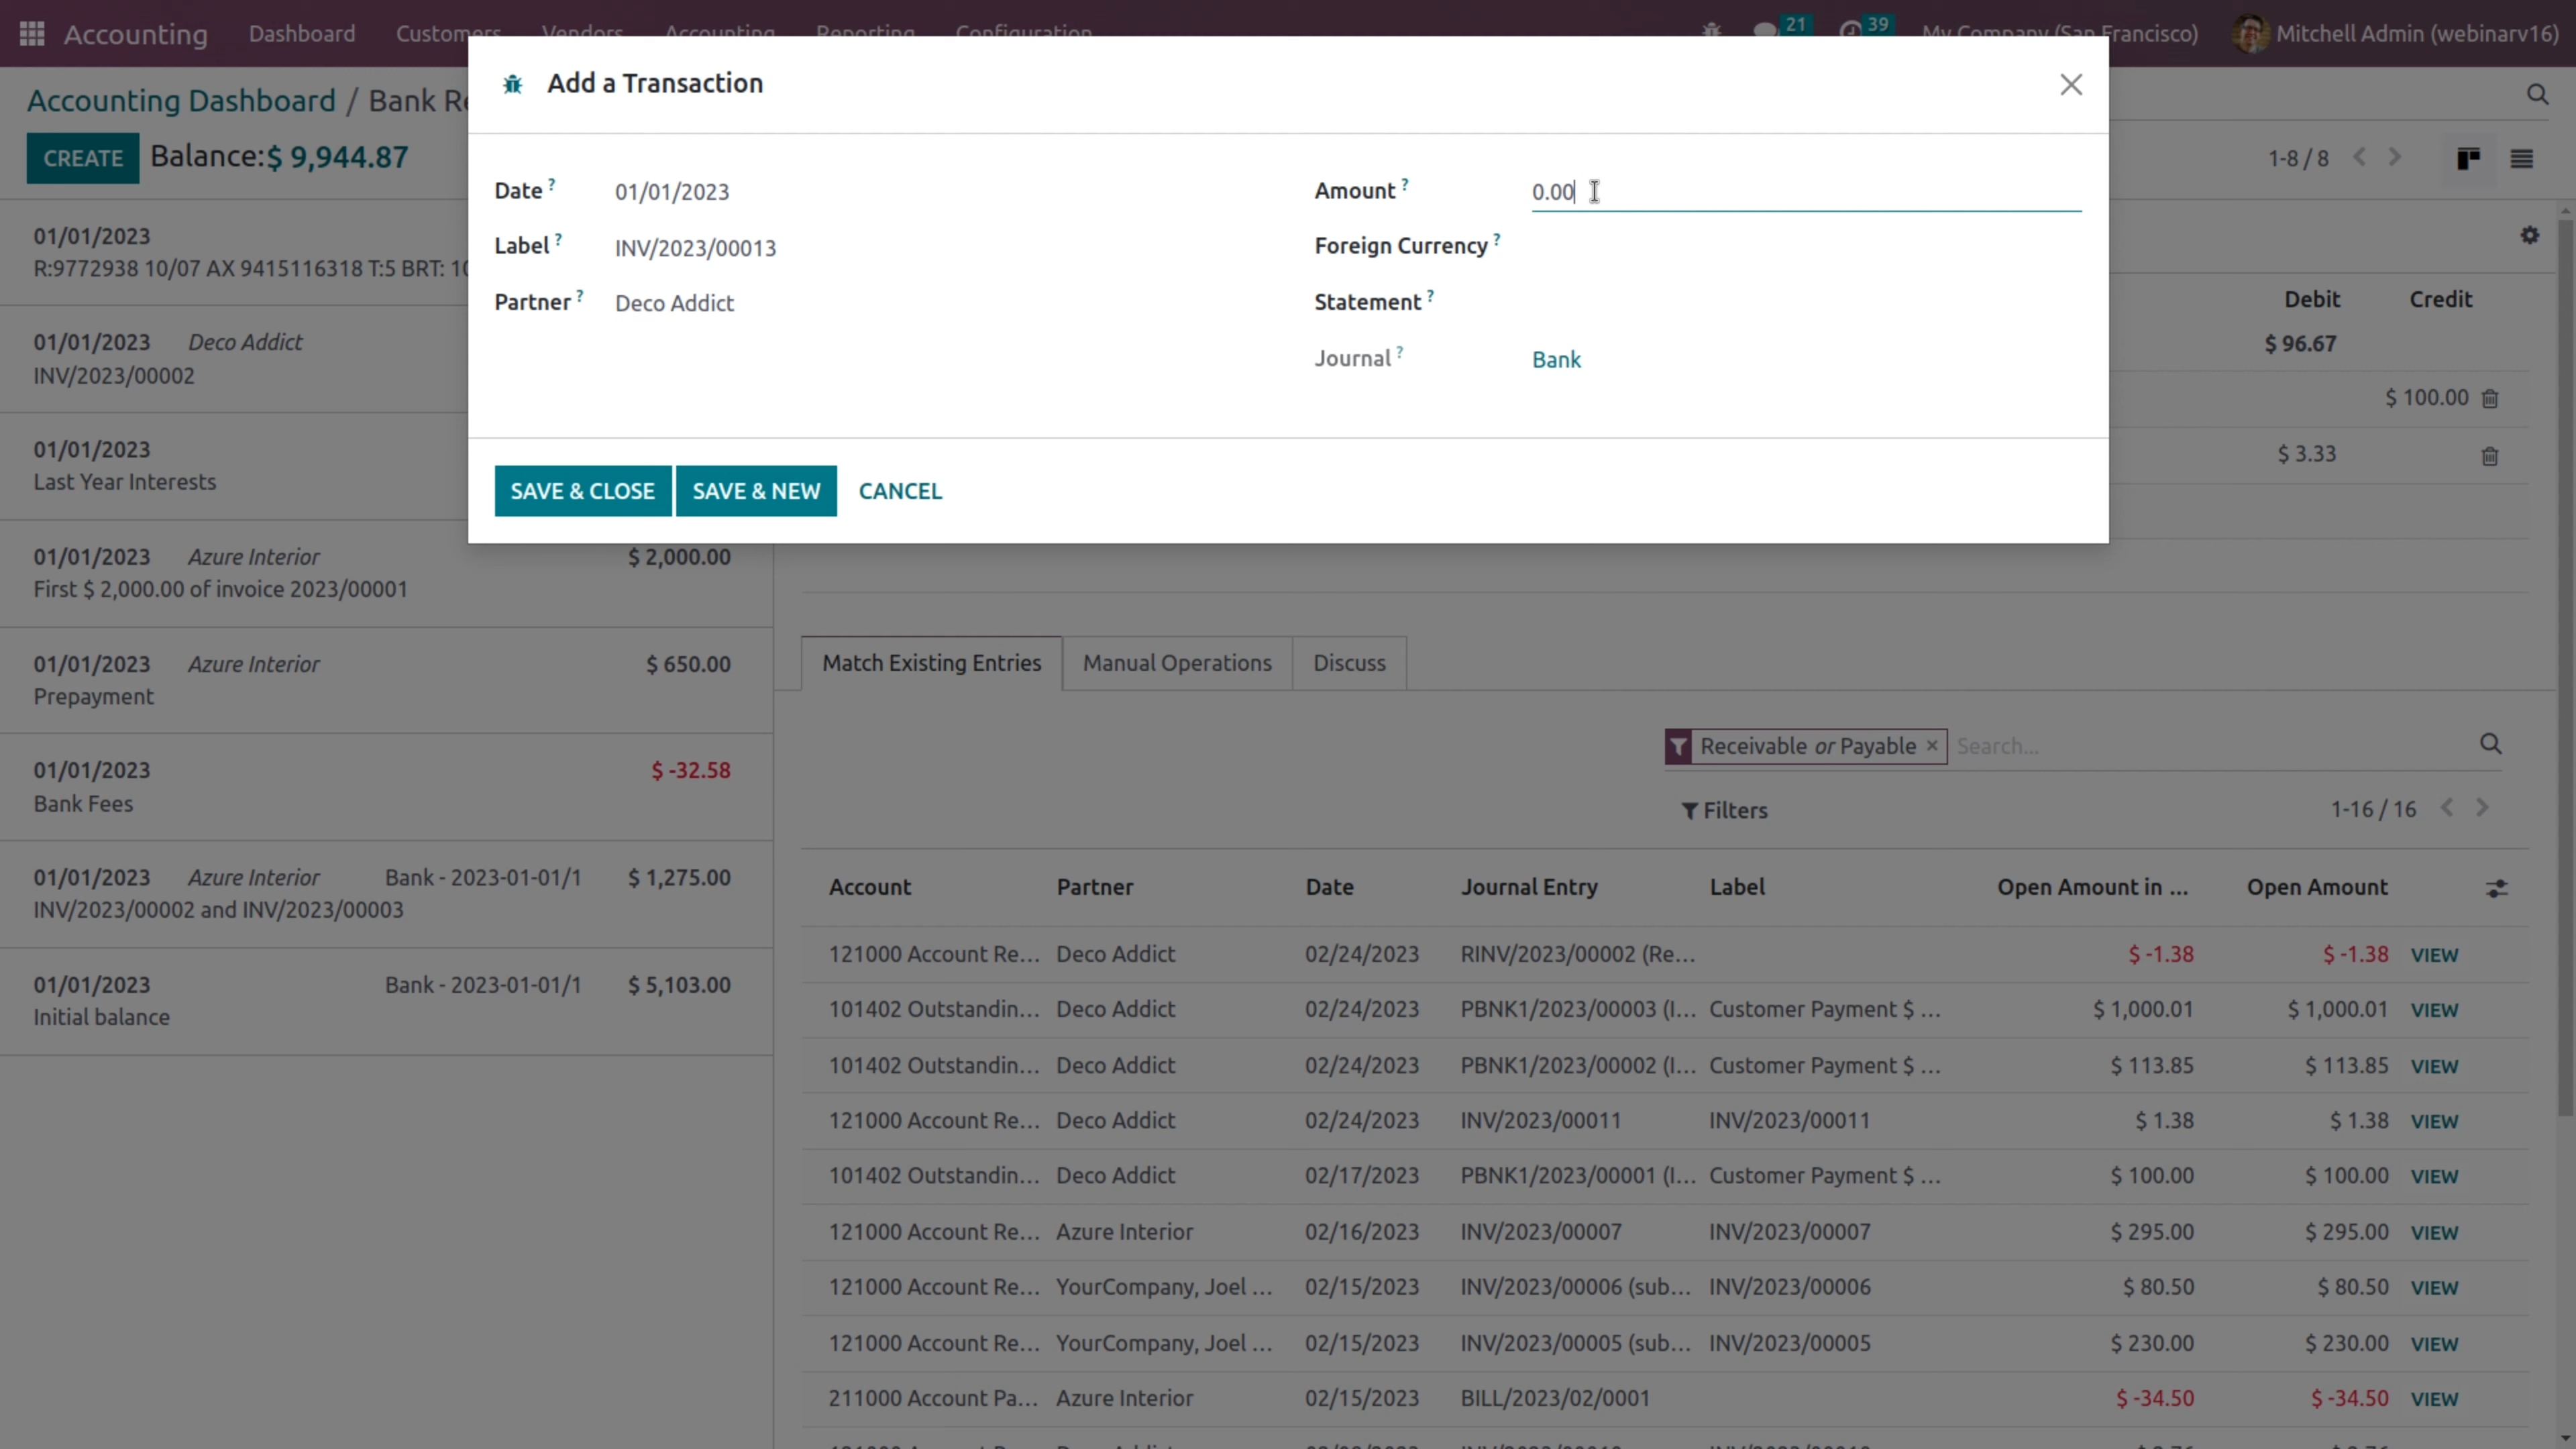 Accounting Dashboard Customers Vendors Accounting Reporting Configuration 21 39 My Company (San Francisco) Mitchell Admin (webinarv16)
Add a Transaction
Accounting Dashboard / Bank Re
CREATE Balance:$ 9,944.87
1-8 / 8
Date ? 01/01/2023
Amount ? 0.00
Label ? INV/2023/00013
Foreign Currency ?
Partner ? Deco Addict
Statement ?
Journal ? Bank
SAVE & CLOSE SAVE & NEW CANCEL
01/01/2023
R:9772938 10/07 AX 9415116318 T:5 BRT: 10
01/01/2023 Deco Addict
INV/2023/00002
01/01/2023
Last Year Interests
01/01/2023 Azure Interior $ 2,000.00
First $ 2,000.00 of invoice 2023/00001
01/01/2023 Azure Interior $ 650.00
Prepayment
01/01/2023 $ -32.58
Bank Fees
01/01/2023 Azure Interior Bank - 2023-01-01/1 $ 1,275.00
INV/2023/00002 and INV/2023/00003
01/01/2023 Bank - 2023-01-01/1 $ 5,103.00
Initial balance
Debit Credit
$ 96.67
$ 100.00
$ 3.33
Match Existing Entries Manual Operations Discuss
Receivable or Payable × Search...
Filters
1-16 / 16
Account Partner Date Journal Entry Label Open Amount in ... Open Amount
121000 Account Re... Deco Addict 02/24/2023 RINV/2023/00002 (Re... $ -1.38 $ -1.38 VIEW
101402 Outstandin... Deco Addict 02/24/2023 PBNK1/2023/00003 (I... Customer Payment $ ... $ 1,000.01 $ 1,000.01 VIEW
101402 Outstandin... Deco Addict 02/24/2023 PBNK1/2023/00002 (I... Customer Payment $ ... $ 113.85 $ 113.85 VIEW
121000 Account Re... Deco Addict 02/24/2023 INV/2023/00011 INV/2023/00011 $ 1.38 $ 1.38 VIEW
101402 Outstandin... Deco Addict 02/17/2023 PBNK1/2023/00001 (I... Customer Payment $ ... $ 100.00 $ 100.00 VIEW
121000 Account Re... Azure Interior 02/16/2023 INV/2023/00007 INV/2023/00007 $ 295.00 $ 295.00 VIEW
121000 Account Re... YourCompany, Joel ... 02/15/2023 INV/2023/00006 (sub... INV/2023/00006 $ 80.50 $ 80.50 VIEW
121000 Account Re... YourCompany, Joel ... 02/15/2023 INV/2023/00005 (sub... INV/2023/00005 $ 230.00 $ 230.00 VIEW
211000 Account Pa... Azure Interior 02/15/2023 BILL/2023/02/0001 $ -34.50 $ -34.50 VIEW